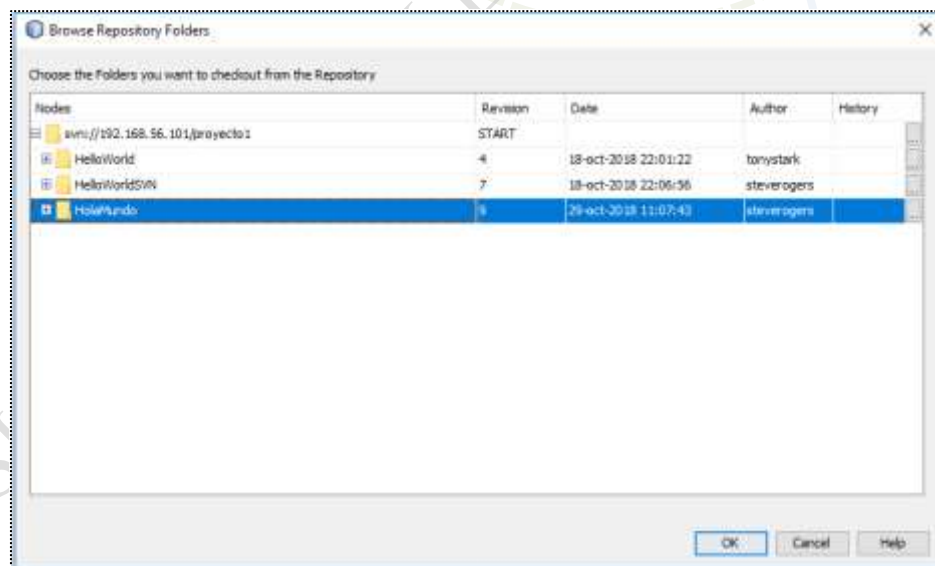 Browse Repository Folders
Choose the Folders you want to checkout from the Repository
Nodes Revision Date Author History
svn://192.168.56.101/proyecto1 START
HelloWorld 4 18-oct-2018 22:01:22 tonystark
HelloWorldSVN 7 18-oct-2018 22:06:56 steverogers
HolaMundo 29-oct-2018 11:07:43 steverogers
OK Cancel Help